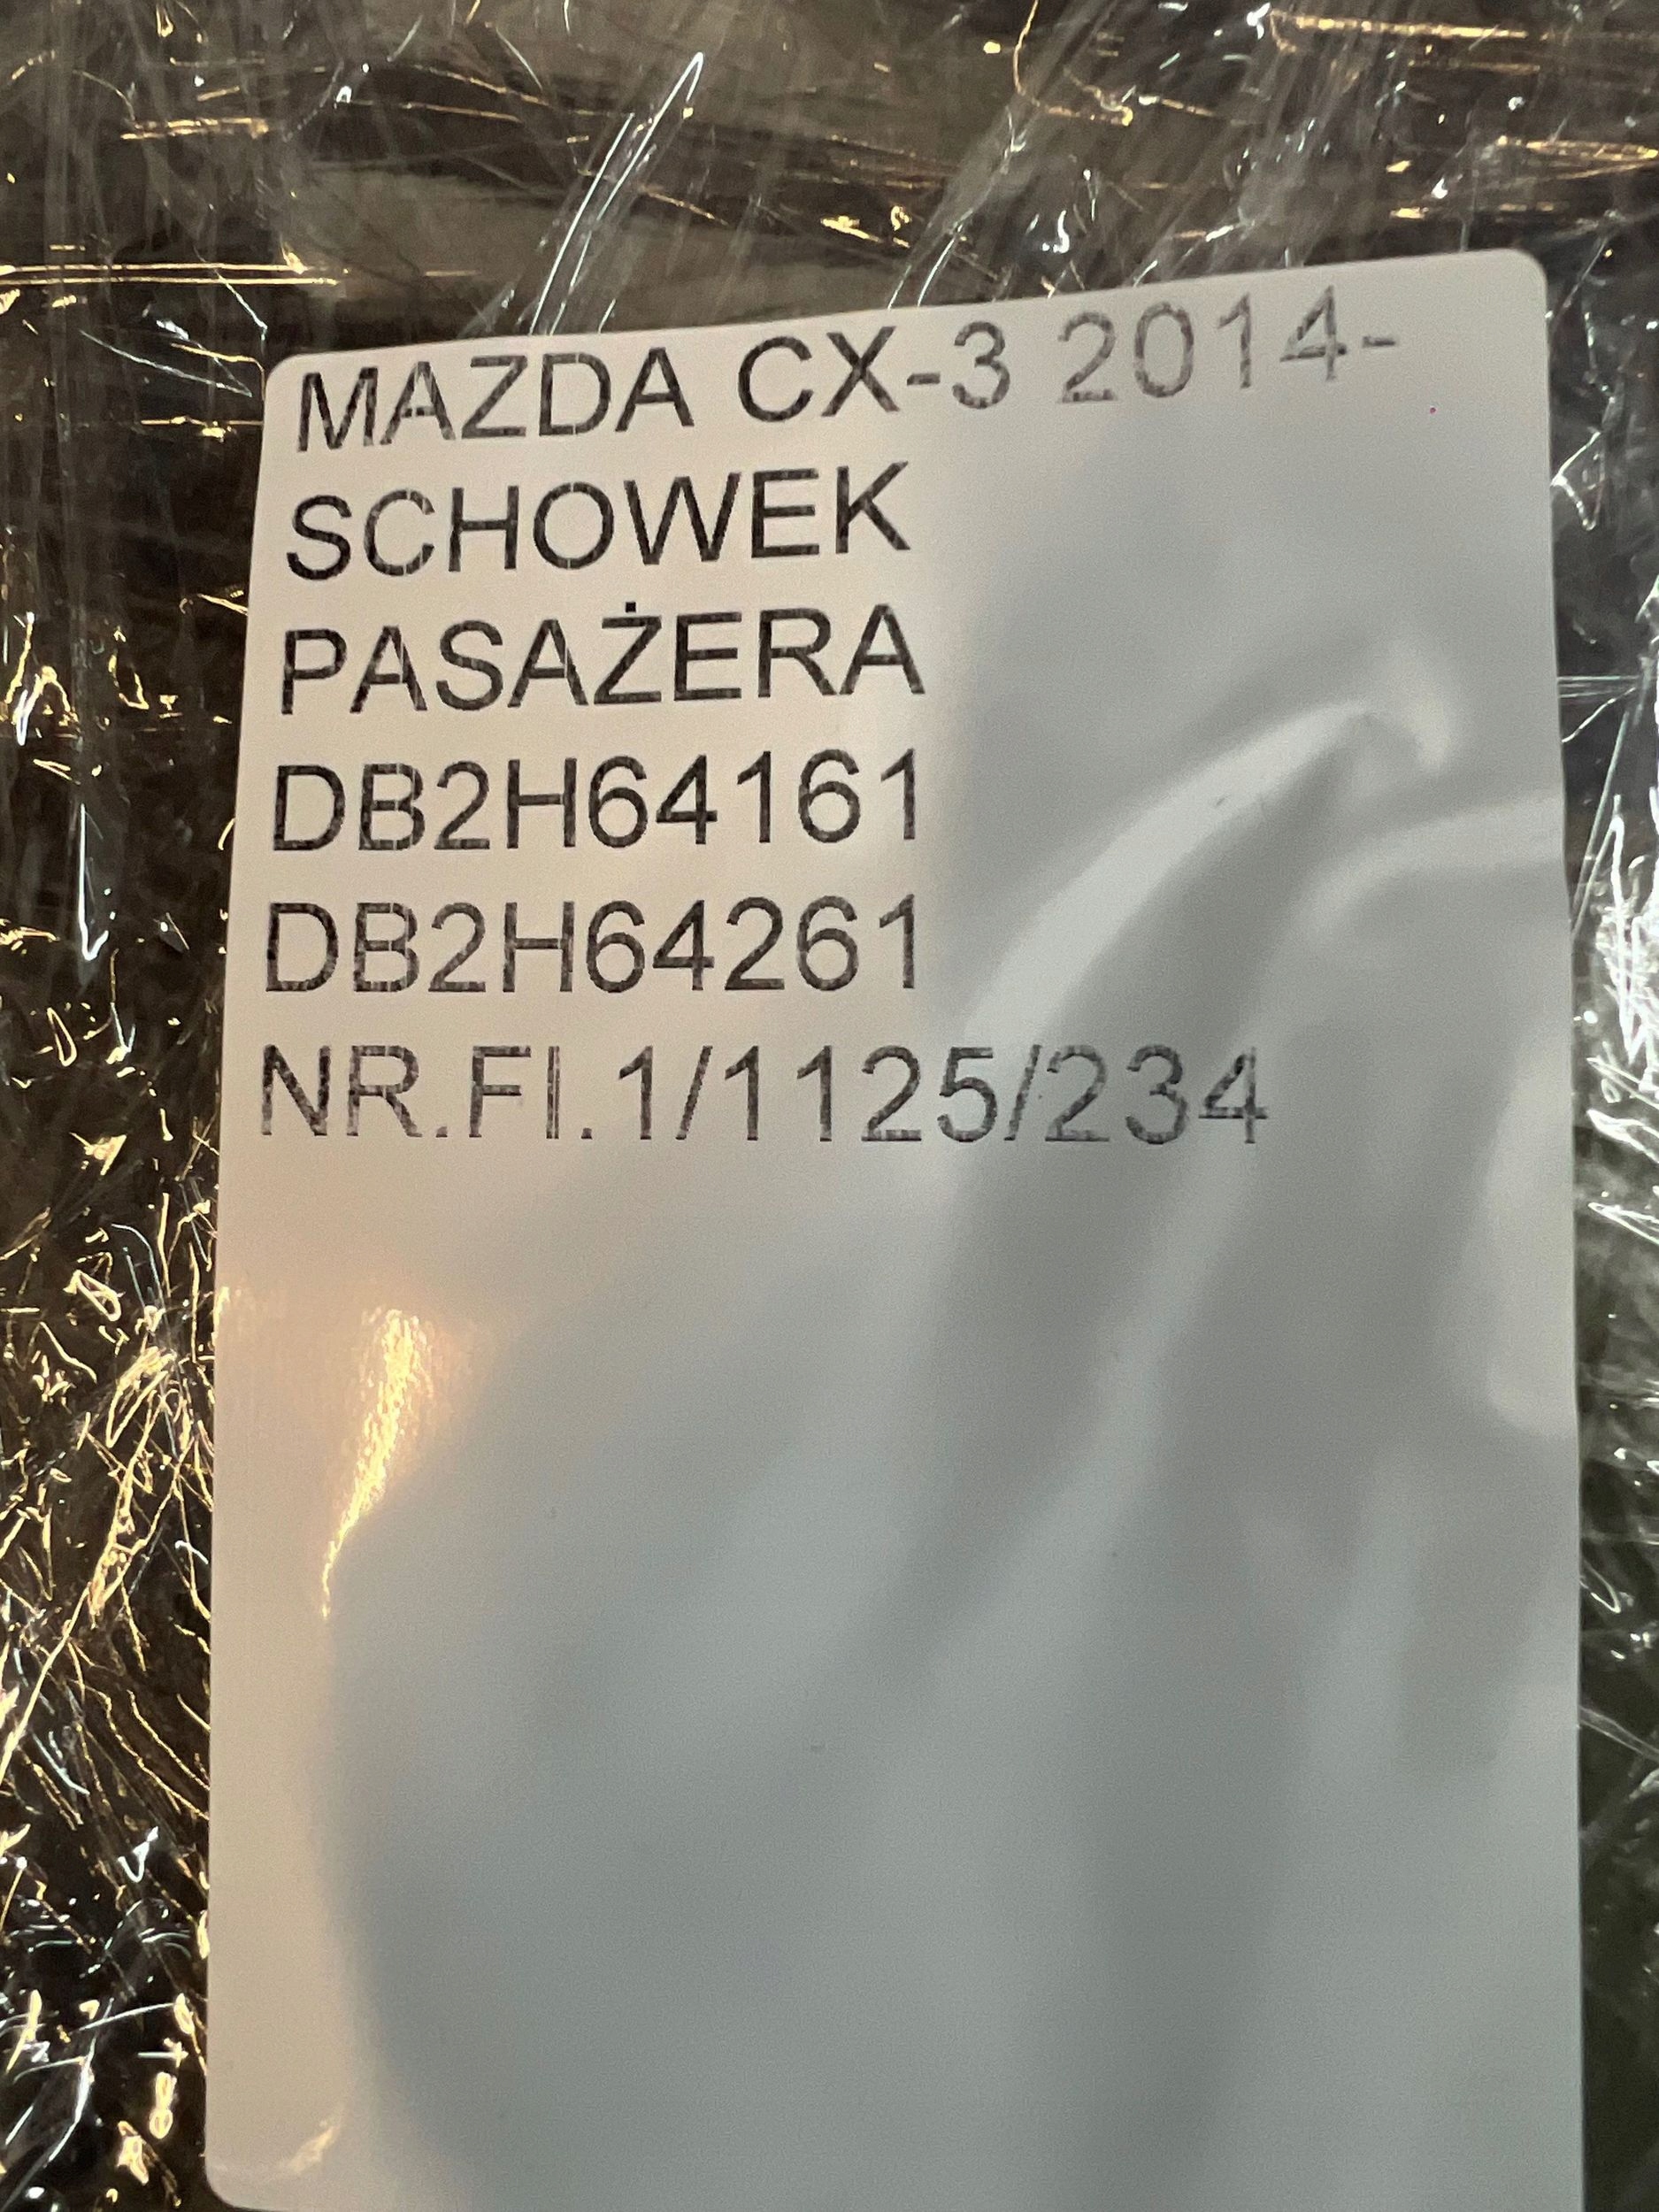 MAZDA CX-3 2014-
SCHOWEK
PASAŻERA
DB2H64161
DB2H64261
NR.FI.1/1125/234